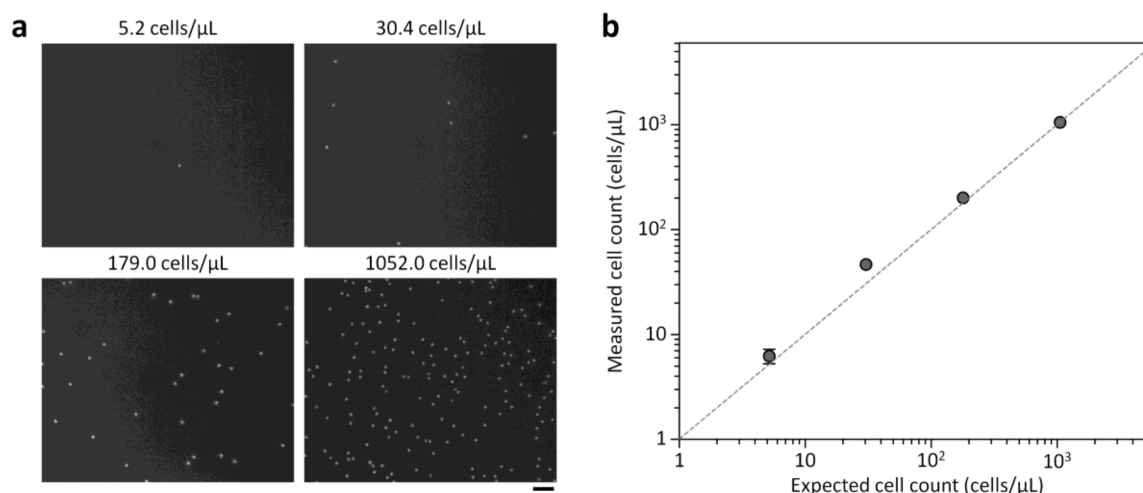 a
5.2 cells/μL
30.4 cells/μL
179.0 cells/μL
1052.0 cells/μL
b
Measured cell count (cells/μL)
10³
10²
10
1
1
10
10²
10³
Expected cell count (cells/μL)